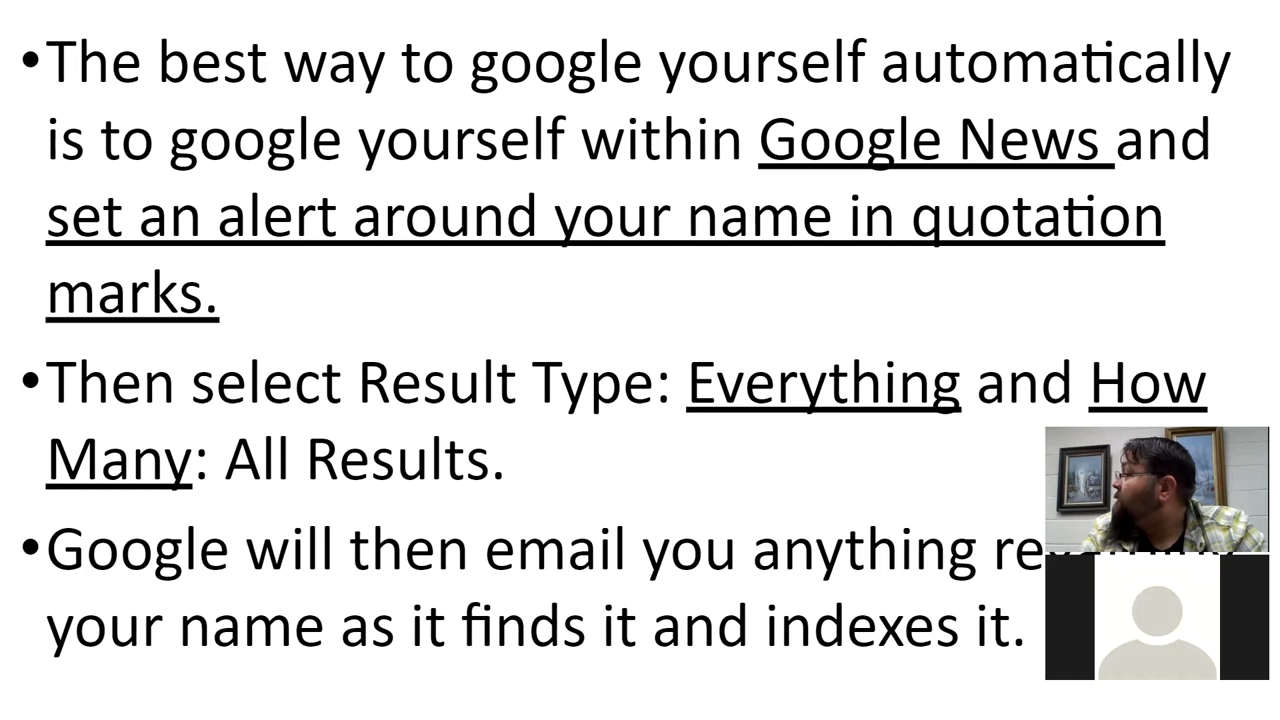 •The best way to google yourself automatically
is to google yourself within Google News and
set an alert around your name in quotation
marks.
•Then select Result Type: Everything and How
Many: All Results.
•Google will then email you anything
your name as it finds it and indexes it.